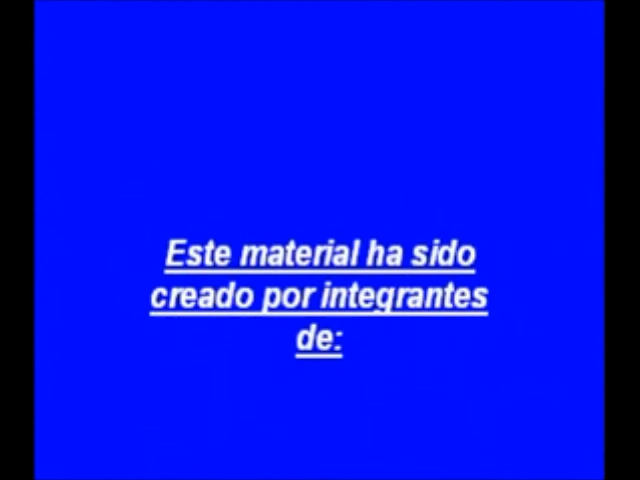 Este material ha sido
creado por integrantes
de: